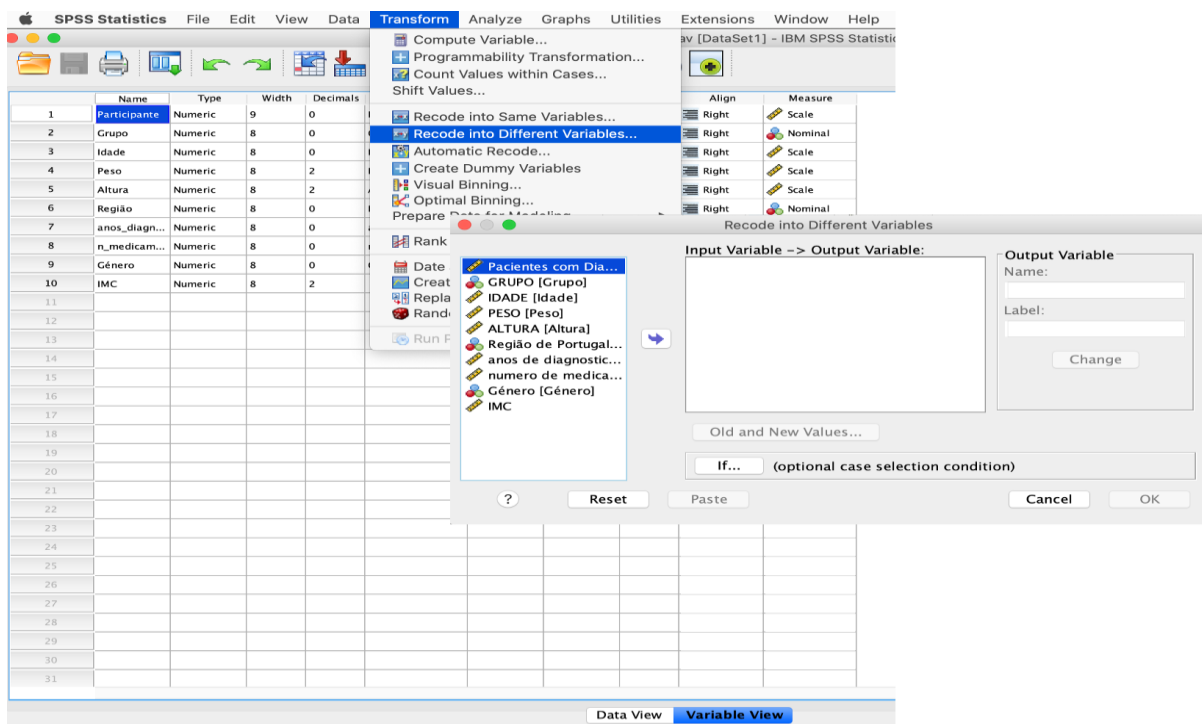 SPSS Statistics File Edit View Data Transform Analyze Graphs Utilities Extensions Window Help
av [DataSet1] - IBM SPSS Statistic
Compute Variable...
Programmability Transformation...
Count Values within Cases...
Shift Values...
Recode into Same Variables...
Recode into Different Variables...
Automatic Recode...
Create Dummy Variables
Visual Binning...
Optimal Binning...
Prepare Data for Modeling
Rank
Date
Creat
Repla
Rand
Run P
Name Type Width Decimals Align Measure
1 Participante Numeric 9 0 Right Scale
2 Grupo Numeric 8 0 Right Nominal
3 Idade Numeric 8 0 Right Scale
4 Peso Numeric 8 2 Right Scale
5 Altura Numeric 8 2 Right Scale
6 Região Numeric 8 0 Right Nominal
7 anos_diagn... Numeric 8 0
8 n_medicam... Numeric 8 0
9 Género Numeric 8 0
10 IMC Numeric 8 2
11
12
13
14
15
16
17
18
19
20
21
22
23
24
25
26
27
28
29
30
31
Recode into Different Variables
Pacientes com Dia...
GRUPO [Grupo]
IDADE [Idade]
PESO [Peso]
ALTURA [Altura]
Região de Portugal...
anos de diagnostic...
numero de medica...
Género [Género]
IMC
Input Variable -> Output Variable:
Output Variable
Name:
Label:
Change
Old and New Values...
If... (optional case selection condition)
? Reset Paste Cancel OK
Data View Variable View